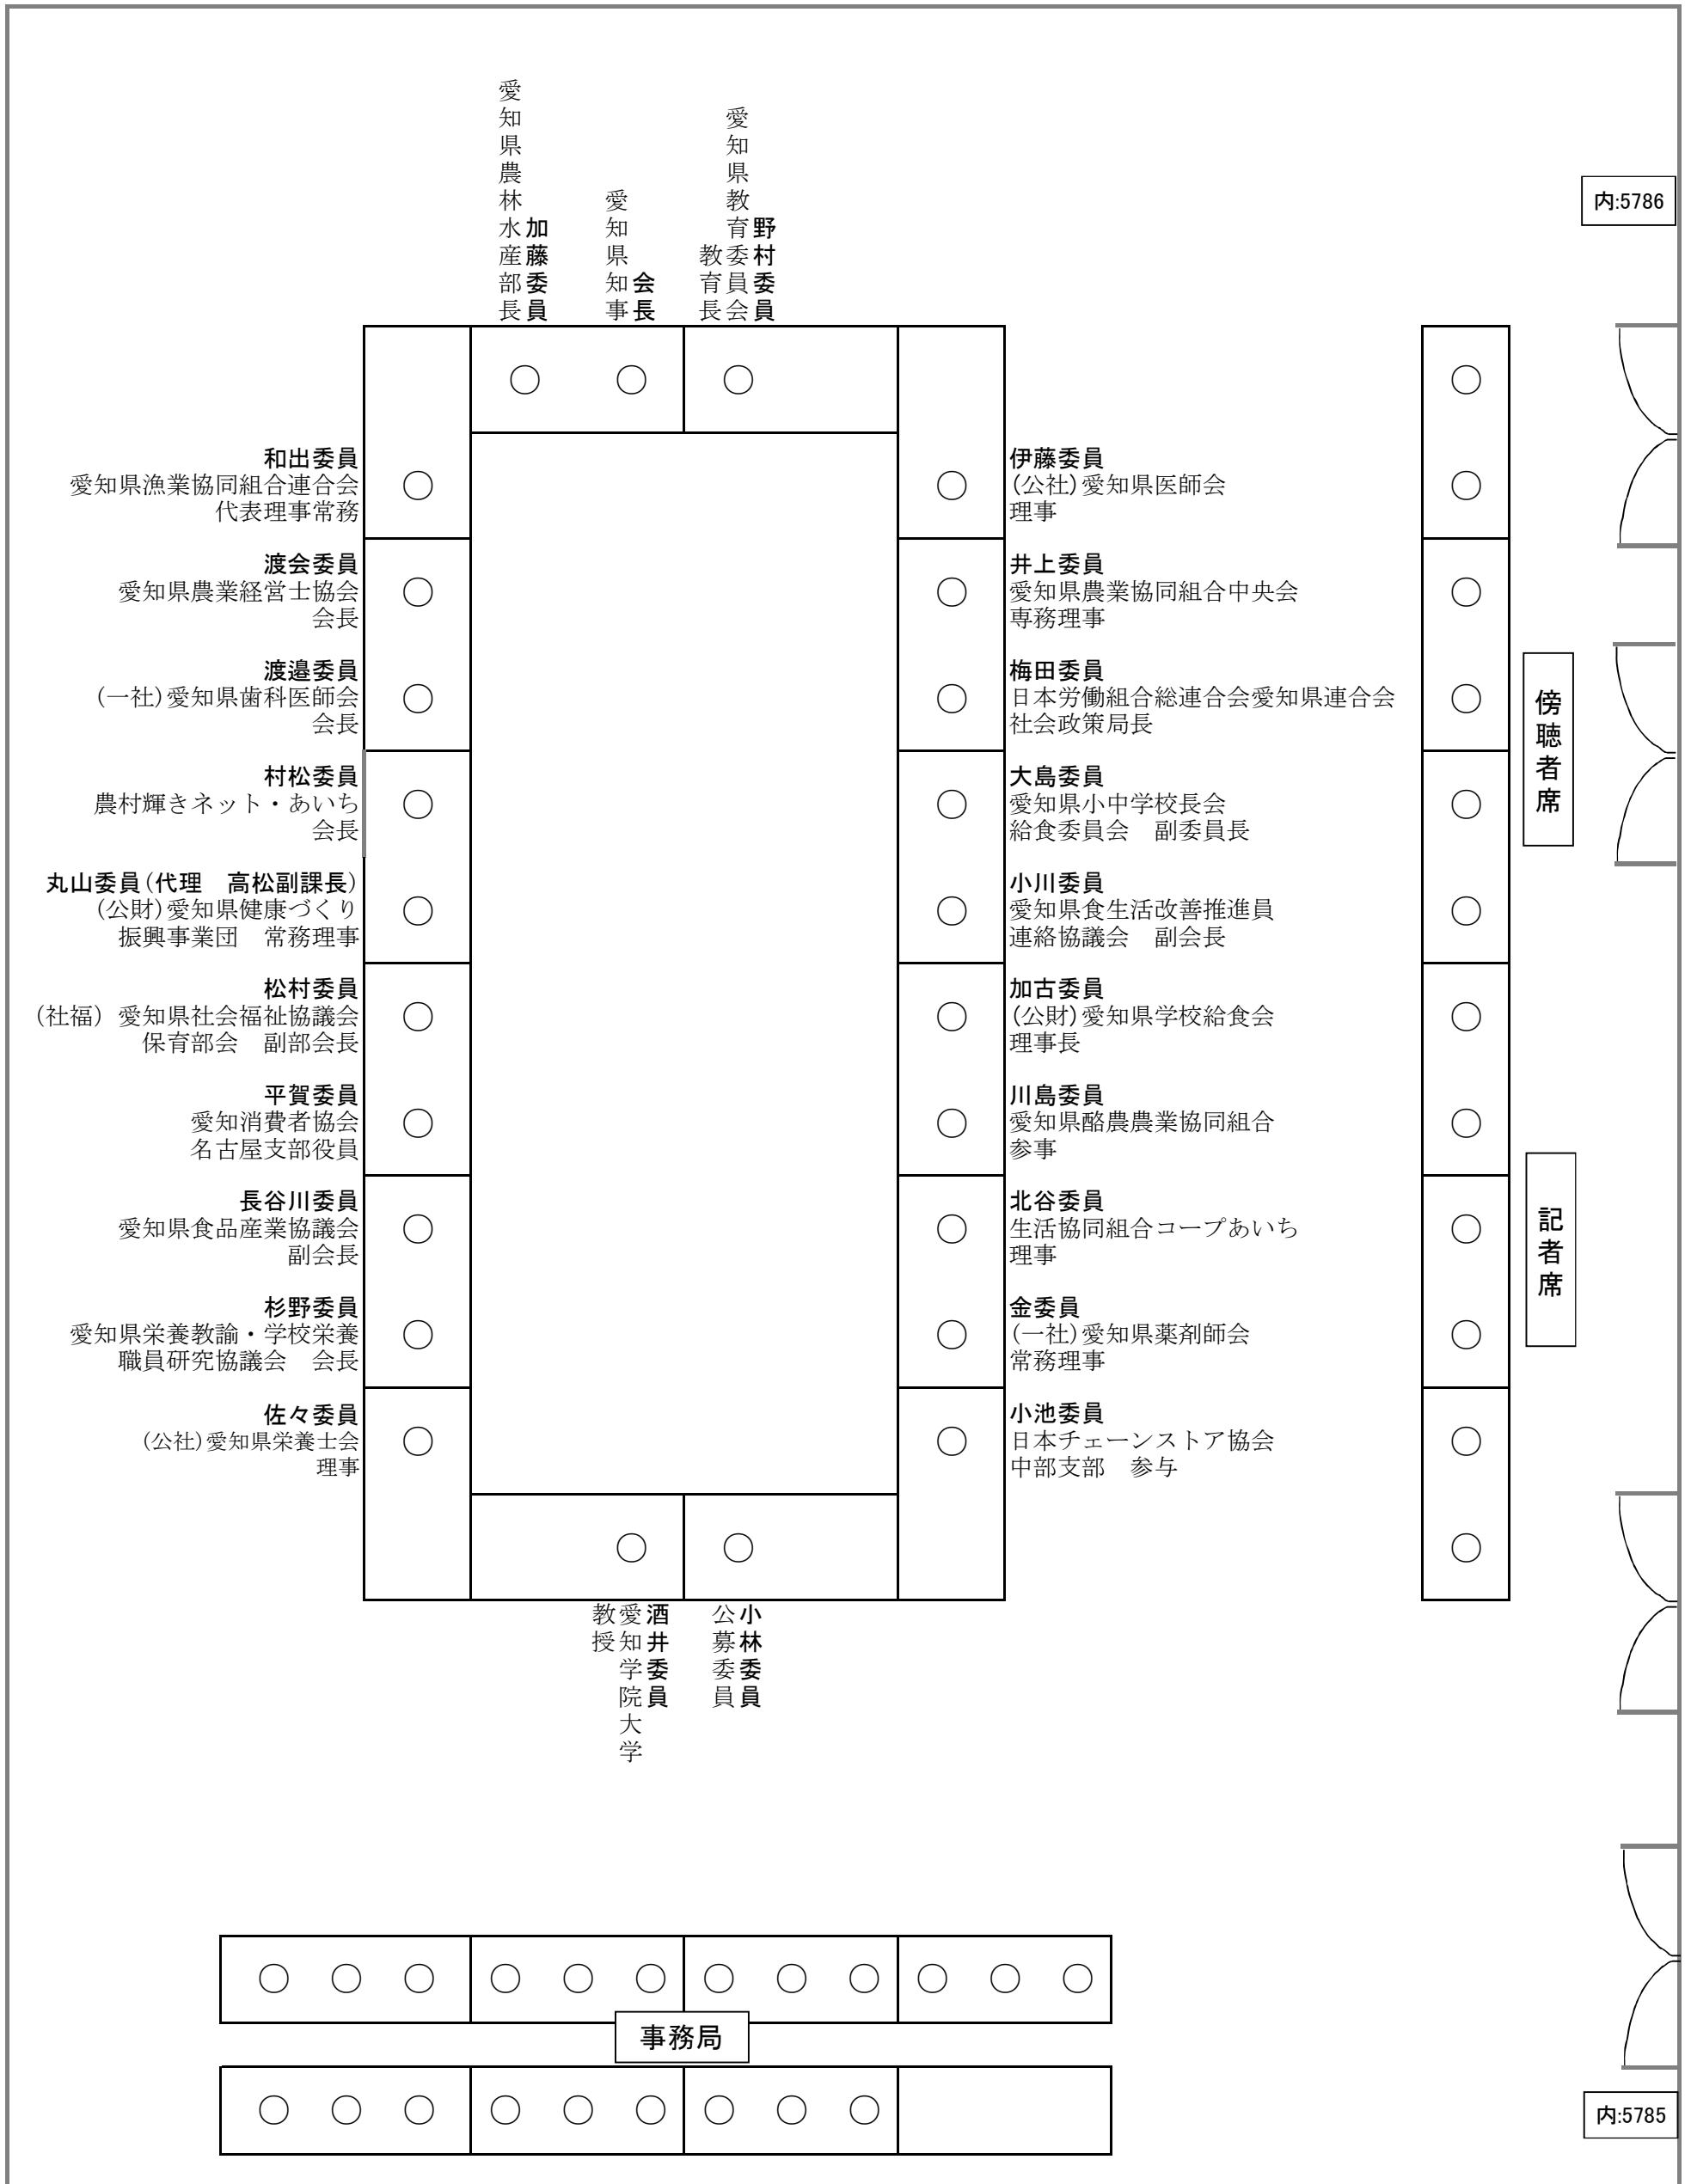 愛知県農林水産部長
加藤委員
愛知県知事
会長
愛知県教育委員会
教育長
野村委員
内:5786
和出委員
愛知県漁業協同組合連合会
代表理事常務
渡会委員
愛知県農業経営士協会
会長
渡邉委員
(一社)愛知県歯科医師会
会長
村松委員
農村輝きネット・あいち
会長
丸山委員(代理　高松副課長)
(公財)愛知県健康づくり
振興事業団　常務理事
松村委員
(社福) 愛知県社会福祉協議会
保育部会　副部会長
平賀委員
愛知消費者協会
名古屋支部役員
長谷川委員
愛知県食品産業協議会
副会長
杉野委員
愛知県栄養教諭・学校栄養
職員研究協議会　会長
佐々委員
(公社)愛知県栄養士会
理事
伊藤委員
(公社)愛知県医師会
理事
井上委員
愛知県農業協同組合中央会
専務理事
梅田委員
日本労働組合総連合会愛知県連合会
社会政策局長
大島委員
愛知県小中学校長会
給食委員会　副委員長
小川委員
愛知県食生活改善推進員
連絡協議会　副会長
加古委員
(公財)愛知県学校給食会
理事長
川島委員
愛知県酪農農業協同組合
参事
北谷委員
生活協同組合コープあいち
理事
金委員
(一社)愛知県薬剤師会
常務理事
小池委員
日本チェーンストア協会
中部支部　参与
傍聴者席
記者席
酒井委員
愛知学院大学
教授
小林委員
公募委員
事務局
内:5785